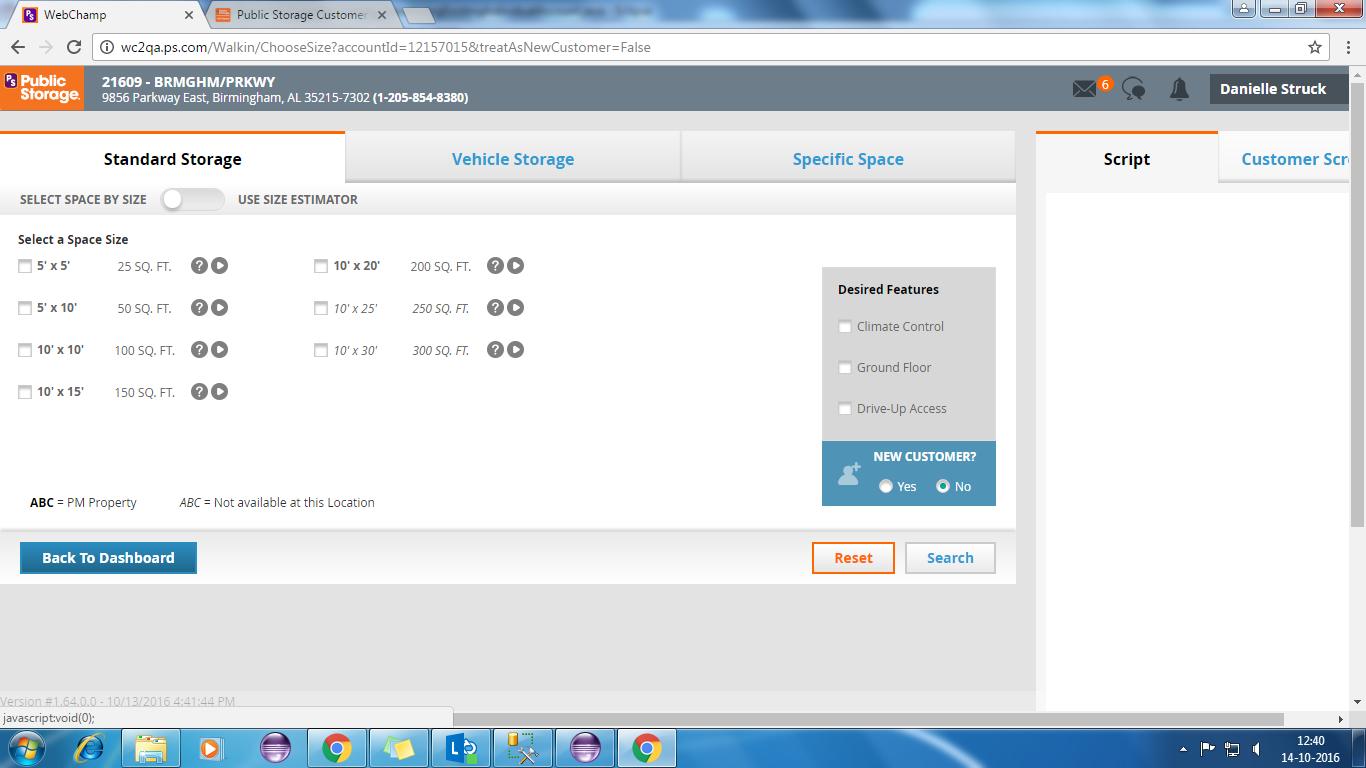 WebChamp
Public Storage Customer
wc2qa.ps.com/Walkin/ChooseSize?accountId=12157015&treatAsNewCustomer=False
PS Public Storage.
21609 - BRMGHM/PRKWY
9856 Parkway East, Birmingham, AL 35215-7302 (1-205-854-8380)
6
Danielle Struck
Standard Storage
Vehicle Storage
Specific Space
Script
Customer Scr
SELECT SPACE BY SIZE
USE SIZE ESTIMATOR
Select a Space Size
5' x 5' 25 SQ. FT. ?
10' x 20' 200 SQ. FT. ?
5' x 10' 50 SQ. FT. ?
10' x 25' 250 SQ. FT. ?
10' x 10' 100 SQ. FT. ?
10' x 30' 300 SQ. FT. ?
10' x 15' 150 SQ. FT. ?
Desired Features
Climate Control
Ground Floor
Drive-Up Access
NEW CUSTOMER?
Yes No
ABC = PM Property
ABC = Not available at this Location
Back To Dashboard
Reset
Search
Version #1.64.0.0 - 10/13/2016 4:41:44 PM
javascript:void(0);
12:40
14-10-2016